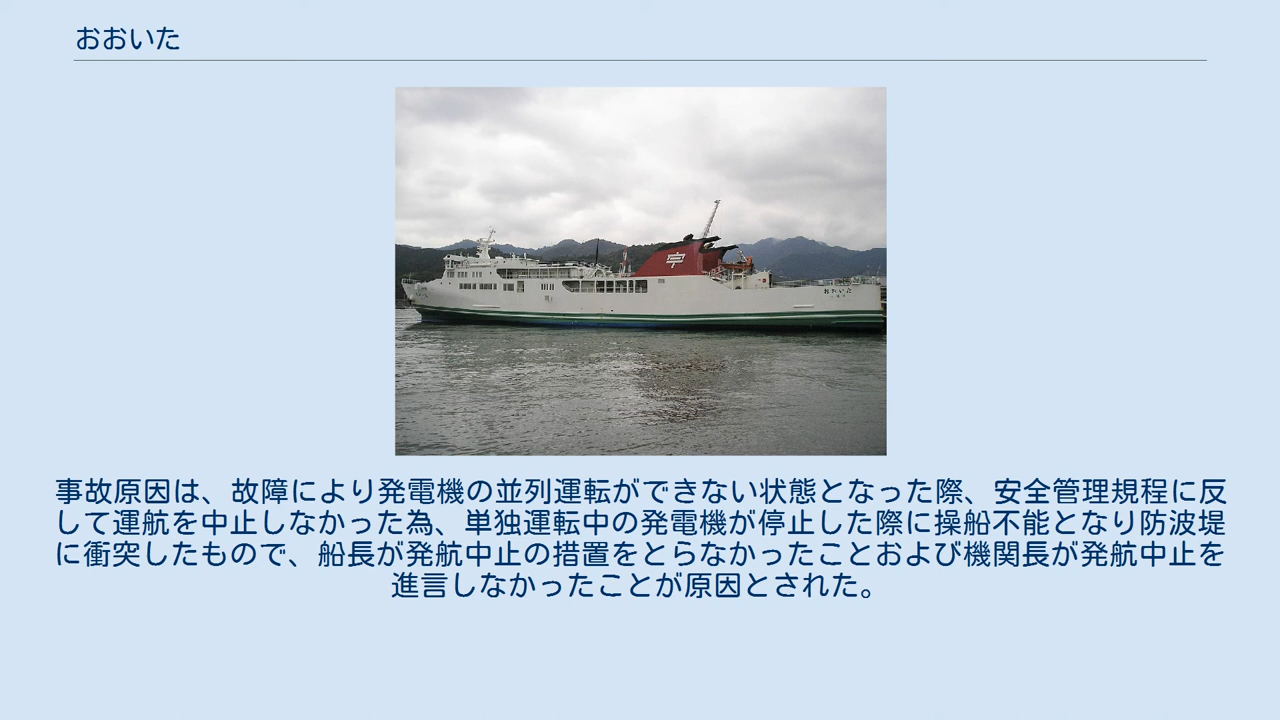 おおいた
おおいた
事故原因は、故障により発電機の並列運転ができない状態となった際、安全管理規程に反
して運航を中止しなかった為、単独運転中の発電機が停止した際に操船不能となり防波堤
に衝突したもので、船長が発航中止の措置をとらなかったことおよび機関長が発航中止を
進言しなかったことが原因とされた。